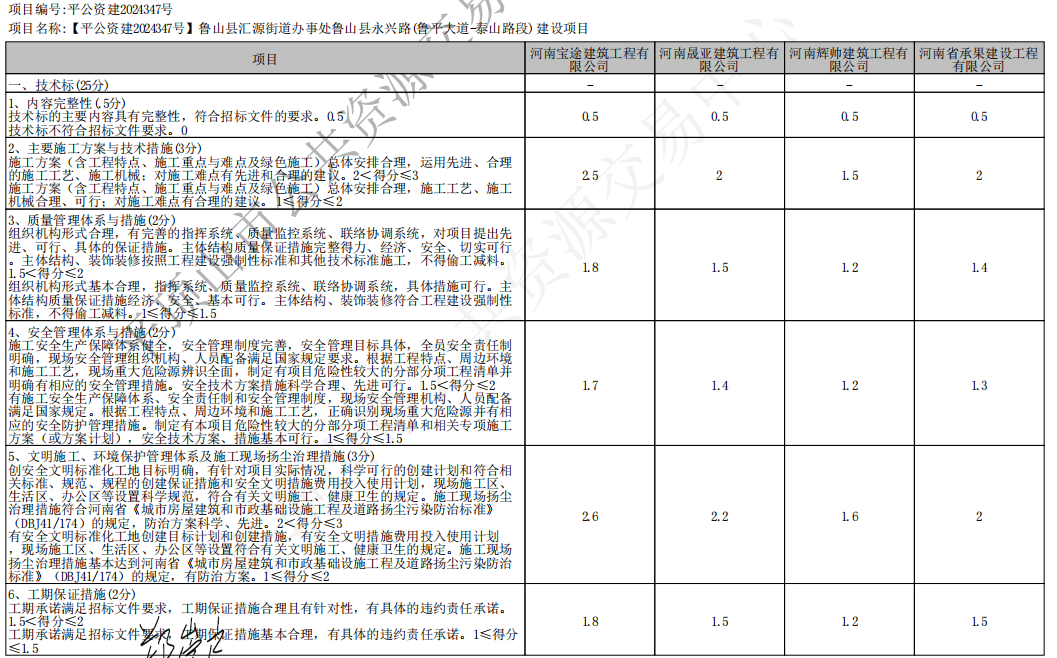 项目编号:平公资建2024347号
项目名称:【平公资建2024347号】鲁山县汇源街道办事处鲁山县永兴路(鲁平大道-泰山路段)建设项目
项目
河南宝途建筑工程有限公司
河南晟亚建筑工程有限公司
河南辉帅建筑工程有限公司
河南省承果建设工程有限公司
一、技术标(25分) - - - -
1、内容完整性(.5分)
技术标的主要内容具有完整性，符合招标文件的要求。0.5
技术标不符合招标文件要求。0
0.5 0.5 0.5 0.5
2、主要施工方案与技术措施(3分)
施工方案（含工程特点、施工重点与难点及绿色施工）总体安排合理，运用先进、合理
的施工工艺、施工机械；对施工难点有先进和合理的建议。2<得分≤3
施工方案（含工程特点、施工重点与难点及绿色施工）总体安排合理，施工工艺、施工
机械合理、可行；对施工难点有合理的建议。1≤得分≤2
2.5 2 1.5 2
3、质量管理体系与措施(2分)
组织机构形式合理，有完善的指挥系统、质量监控系统、联络协调系统，对项目提出先
进、可行、具体的保证措施。主体结构质量保证措施完整得力、经济、安全、切实可行
。主体结构、装饰装修按照工程建设强制性标准和其他技术标准施工，不得偷工减料。
1.5<得分≤2
组织机构形式基本合理，指挥系统、质量监控系统、联络协调系统，具体措施可行。主
体结构质量保证措施经济、安全、基本可行。主体结构、装饰装修符合工程建设强制性
标准，不得偷工减料。1≤得分≤1.5
1.8 1.5 1.2 1.4
4、安全管理体系与措施(2分)
施工安全生产保障体系健全，安全管理制度完善，安全管理目标具体，全员安全责任制
明确，现场安全管理组织机构、人员配备满足国家规定要求。根据工程特点、周边环境
和施工工艺，现场重大危险源辨识全面，制定有项目危险性较大的分部分项工程清单并
明确有相应的安全管理措施。安全技术方案措施科学合理、先进可行。1.5<得分≤2
有施工安全生产保障体系、安全责任制和安全管理制度，现场安全管理机构、人员配备
满足国家规定。根据工程特点、周边环境和施工工艺，正确识别现场重大危险源并有相
应的安全防护管理措施。制定有本项目危险性较大的分部分项工程清单和相关专项施工
方案（或方案计划），安全技术方案、措施基本可行。1≤得分≤1.5
1.7 1.4 1.2 1.3
5、文明施工、环境保护管理体系及施工现场扬尘治理措施(3分)
创安全文明标准化工地目标明确，有针对项目实际情况，科学可行的创建计划和符合相
关标准、规范、规程的创建保证措施和安全文明措施费用投入使用计划，现场施工区、
生活区、办公区等设置科学规范，符合有关文明施工、健康卫生的规定。施工现场扬尘
治理措施符合河南省《城市房屋建筑和市政基础设施工程及道路扬尘污染防治标准》
（DBJ41/174）的规定，防治方案科学、先进。2<得分≤3
有安全文明标准化工地创建目标计划和创建措施，有安全文明措施费用投入使用计划
，现场施工区、生活区、办公区等设置符合有关文明施工、健康卫生的规定。施工现场
扬尘治理措施基本达到河南省《城市房屋建筑和市政基础设施工程及道路扬尘污染防治
标准》（DBJ41/174）的规定，有防治方案。1≤得分≤2
2.6 2.2 1.6 2
6、工期保证措施(2分)
工期承诺满足招标文件要求，工期保证措施合理且有针对性，有具体的违约责任承诺。
1.5<得分≤2
工期承诺满足招标文件要求，工期保证措施基本合理，有具体的违约责任承诺。1≤得分
≤1.5
1.8 1.5 1.2 1.5
平顶山市公共资源交易中心
共资源交易中心